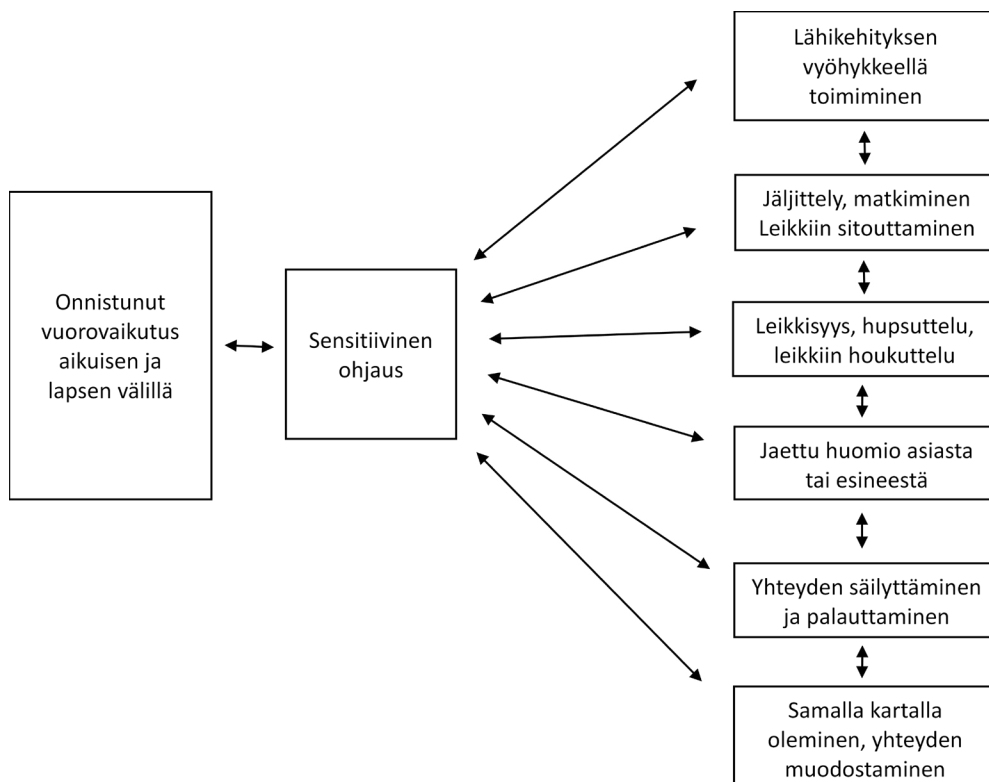 Onnistunut
vuorovaikutus
aikuisen ja
lapsen välillä
Sensitiivinen
ohjaus
Lähikehityksen
vyöhykkeellä
toimiminen
Jäljittely, matkiminen
Leikkiin sitouttaminen
Leikkisyys, hupsuttelu,
leikkiin houkuttelu
Jaettu huomio asiasta
tai esineestä
Yhteyden säilyttäminen
ja palauttaminen
Samalla kartalla
oleminen, yhteyden
muodostaminen